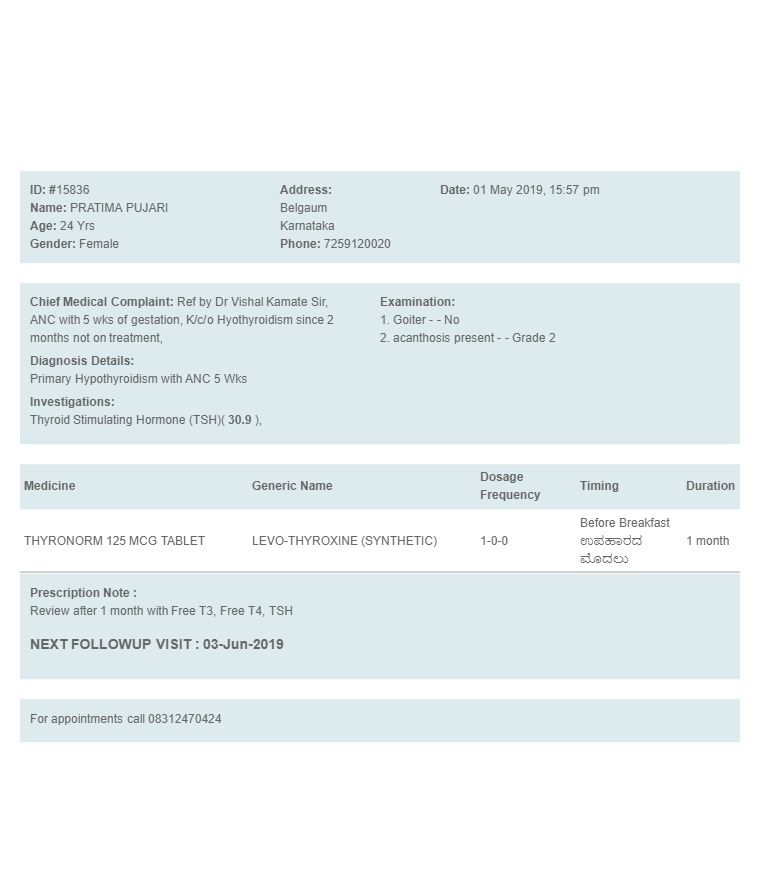 ID: #15836
Name: PRATIMA PUJARI
Age: 24 Yrs
Gender: Female
Address:
Belgaum
Karnataka
Phone: 7259120020
Date: 01 May 2019, 15:57 pm
Chief Medical Complaint: Ref by Dr Vishal Kamate Sir,
ANC with 5 wks of gestation, K/c/o Hyothyroidism since 2
months not on treatment,
Diagnosis Details:
Primary Hypothyroidism with ANC 5 Wks
Investigations:
Thyroid Stimulating Hormone (TSH)( 30.9 ),
Examination:
1. Goiter - - No
2. acanthosis present - - Grade 2
Medicine Generic Name Dosage Frequency Timing Duration
THYRONORM 125 MCG TABLET LEVO-THYROXINE (SYNTHETIC) 1-0-0 Before Breakfast ಉಪಹಾರದ ಮೊದಲು 1 month
Prescription Note :
Review after 1 month with Free T3, Free T4, TSH
NEXT FOLLOWUP VISIT : 03-Jun-2019
For appointments call 08312470424